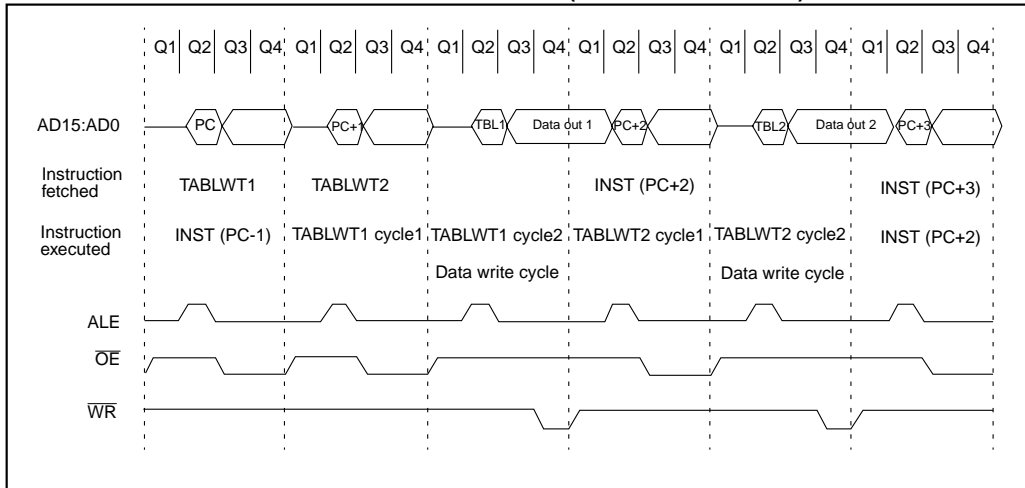 Q1 Q2 Q3 Q4 Q1 Q2 Q3 Q4 Q1 Q2 Q3 Q4 Q1 Q2 Q3 Q4 Q1 Q2 Q3 Q4 Q1 Q2 Q3 Q4
AD15:AD0 PC PC+1 TBL1 Data out 1 PC+2 TBL2 Data out 2 PC+3
Instruction
fetched
TABLWT1 TABLWT2 INST (PC+2) INST (PC+3)
Instruction
executed
INST (PC-1) TABLWT1 cycle1 TABLWT1 cycle2 TABLWT2 cycle1 TABLWT2 cycle2 INST (PC+2)
Data write cycle Data write cycle
ALE
OE
WR